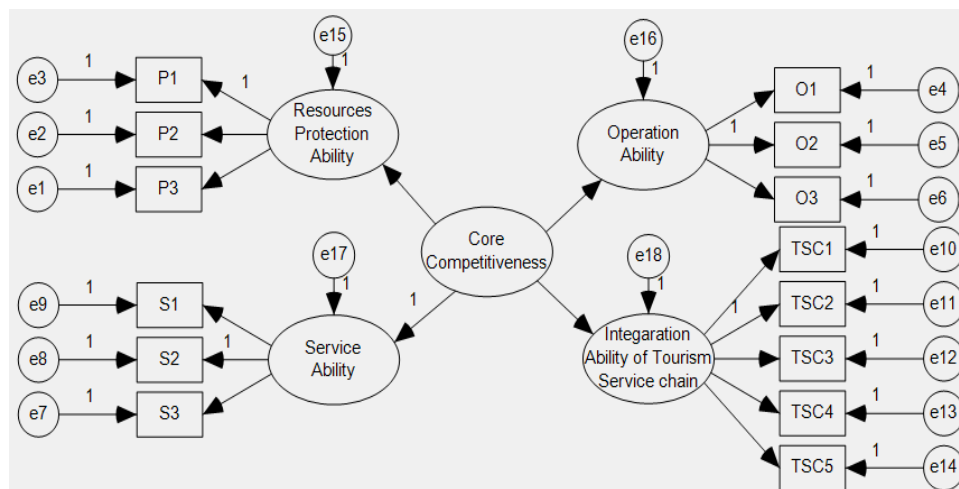 e15
1
e3
1
P1
1
Resources
Protection
Ability
e2
1
P2
e1
1
P3
e16
1
Operation
Ability
O1
1
e4
1
O2
1
e5
O3
1
e6
Core
Competitiveness
1
e17
1
e9
1
S1
Service
Ability
e8
1
S2
1
e7
1
S3
e18
1
Integaration
Ability of Tourism
Service chain
1
TSC1
1
e10
TSC2
1
e11
TSC3
1
e12
TSC4
1
e13
TSC5
1
e14